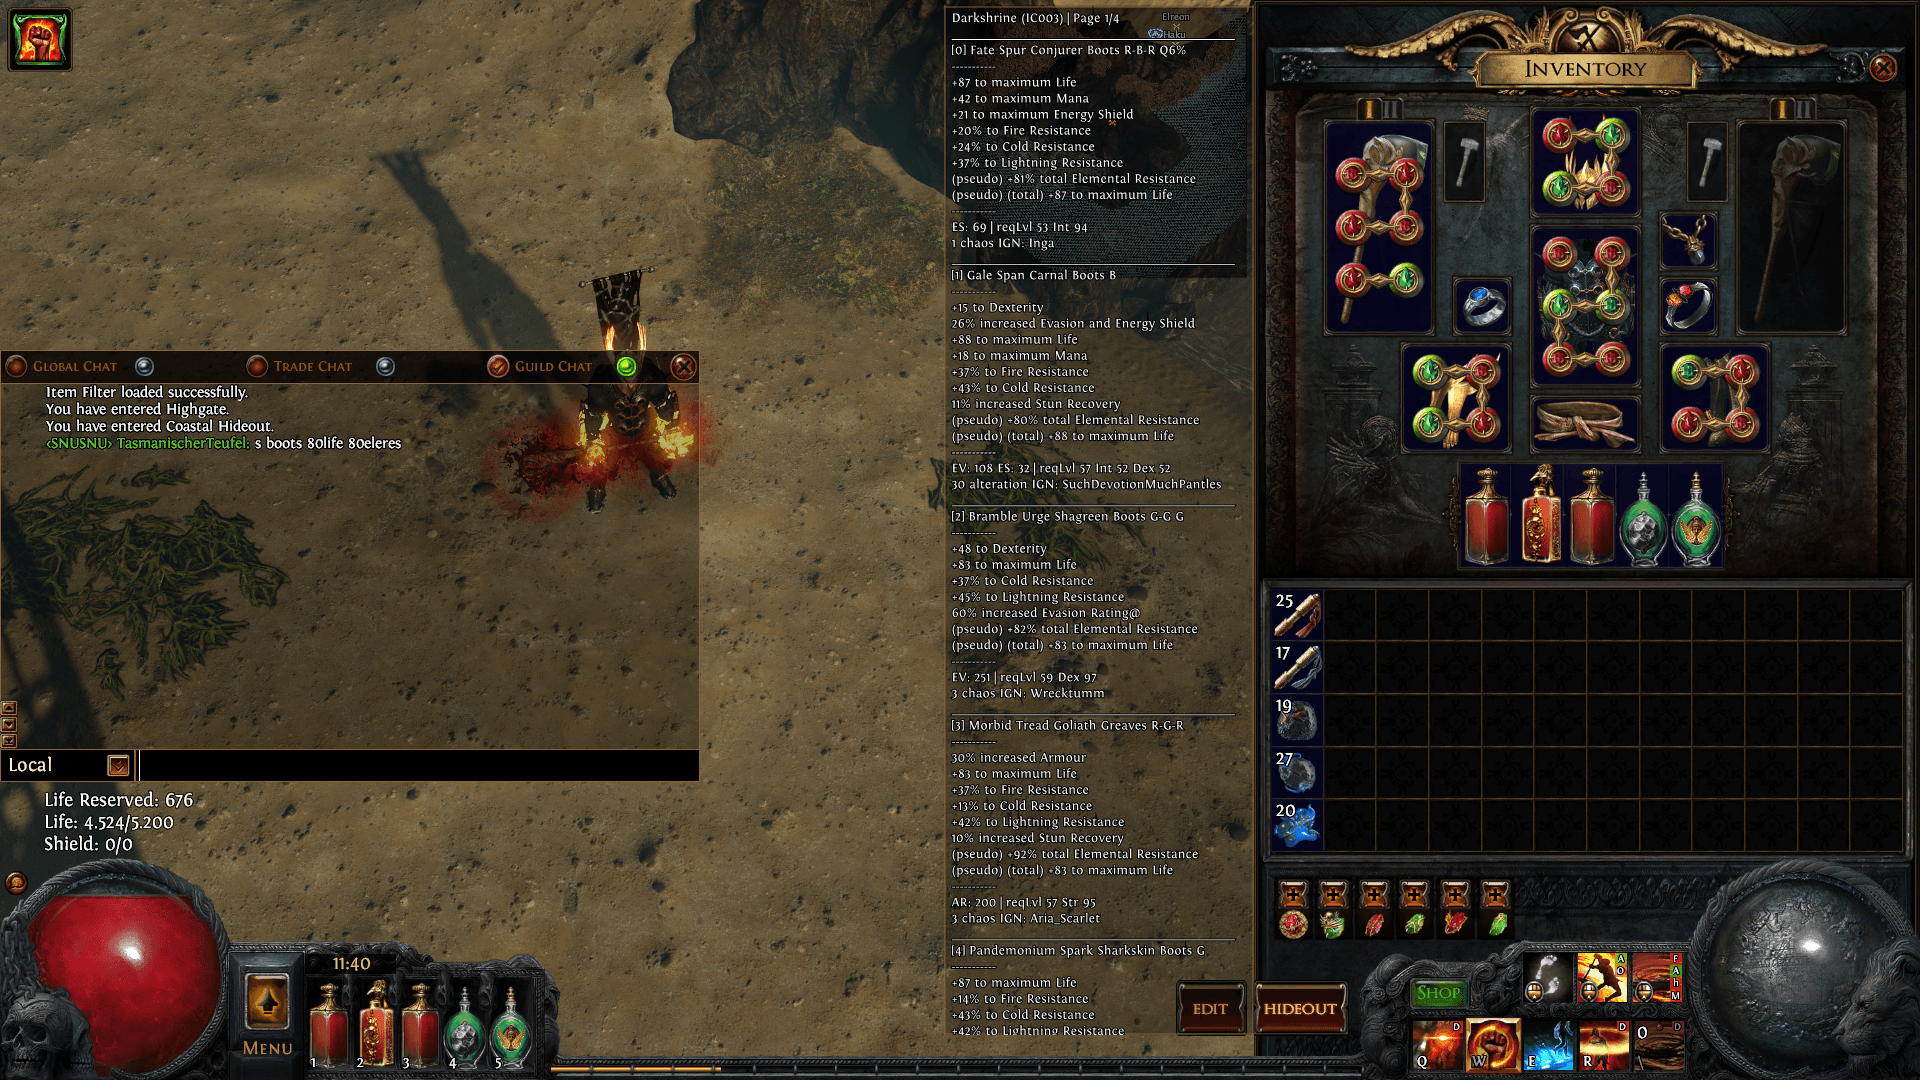 GLOBAL CHAT
TRADE CHAT
GUILD CHAT
Item Filter loaded successfully.
You have entered Highgate.
You have entered Coastal Hideout.
<SNUSNU> TasmanischerTeufel: s boots 80life 80eleres
Local
Life Reserved: 676
Life: 4.524/5.200
Shield: 0/0
11:40
MENU
1
2
3
4
5
Darkshrine (IC003) | Page 1/4
Elreon
Haku
[0] Fate Spur Conjurer Boots R-B-R Q6%
-----------
+87 to maximum Life
+42 to maximum Mana
+21 to maximum Energy Shield
+20% to Fire Resistance
+24% to Cold Resistance
+37% to Lightning Resistance
(pseudo) +81% total Elemental Resistance
(pseudo) (total) +87 to maximum Life
-----------
ES: 69 | reqLvl 53 Int 94
1 chaos IGN: Inga
[1] Gale Span Carnal Boots B
-----------
+15 to Dexterity
26% increased Evasion and Energy Shield
+88 to maximum Life
+18 to maximum Mana
+37% to Fire Resistance
+43% to Cold Resistance
11% increased Stun Recovery
(pseudo) +80% total Elemental Resistance
(pseudo) (total) +88 to maximum Life
-----------
EV: 108 ES: 32 | reqLvl 57 Int 52 Dex 52
30 alteration IGN: SuchDevotionMuchPantles
[2] Bramble Urge Shagreen Boots G-G G
-----------
+48 to Dexterity
+83 to maximum Life
+37% to Cold Resistance
+45% to Lightning Resistance
60% increased Evasion Rating@
(pseudo) +82% total Elemental Resistance
(pseudo) (total) +83 to maximum Life
-----------
EV: 251 | reqLvl 59 Dex 97
3 chaos IGN: Wrecktumm
[3] Morbid Tread Goliath Greaves R-G-R
-----------
30% increased Armour
+83 to maximum Life
+37% to Fire Resistance
+13% to Cold Resistance
+42% to Lightning Resistance
10% increased Stun Recovery
(pseudo) +92% total Elemental Resistance
(pseudo) (total) +83 to maximum Life
-----------
AR: 200 | reqLvl 57 Str 95
3 chaos IGN: Aria_Scarlet
[4] Pandemonium Spark Sharkskin Boots G
-----------
+87 to maximum Life
+14% to Fire Resistance
+43% to Cold Resistance
+42% to Lightning Resistance
EDIT
HIDEOUT
INVENTORY
I II
I II
25
17
19
27
20
SHOP
A
O
F
A
h
M
D
Q
W
E
D
R
D
O
\